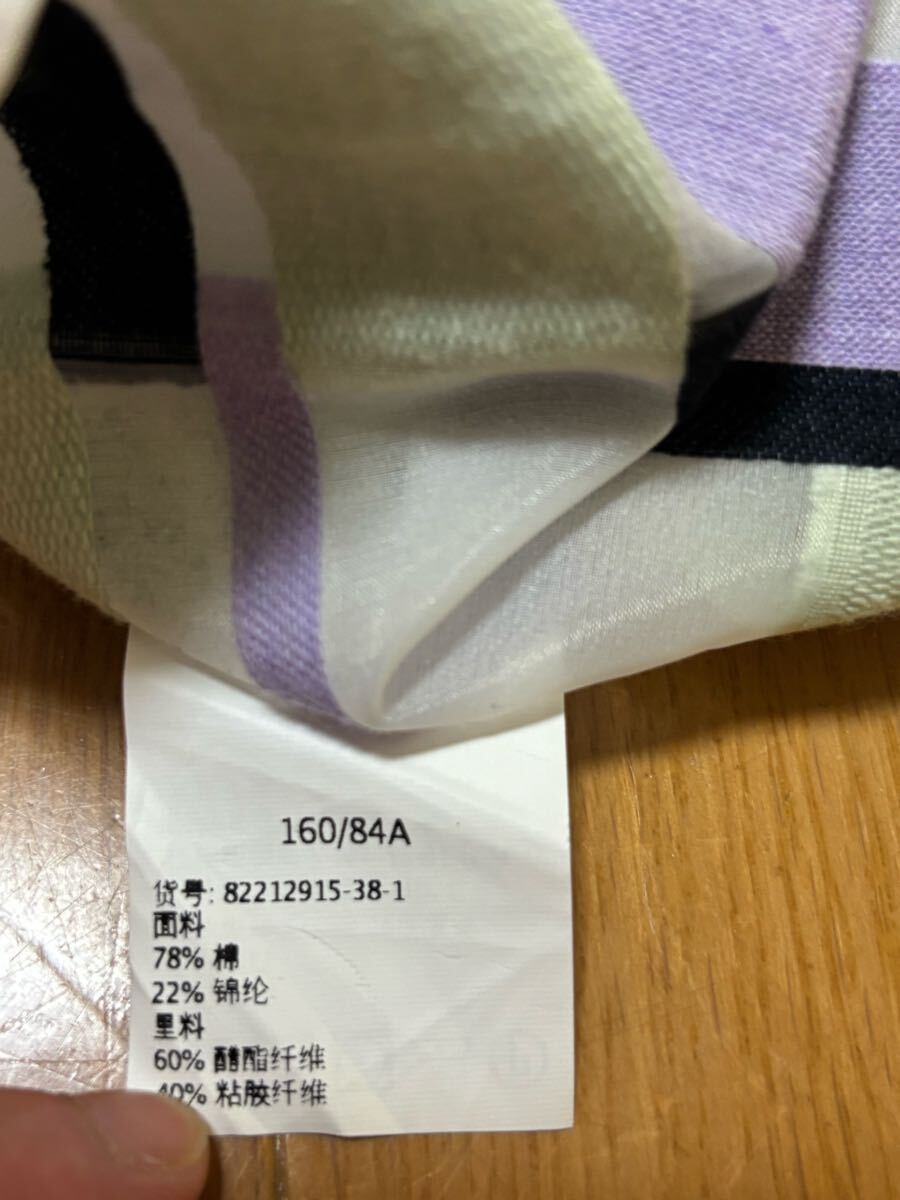 160/84A
货号: 82212915-38-1
面料
78% 棉
22% 锦纶
里料
60% 醋酯纤维
40% 粘胶纤维